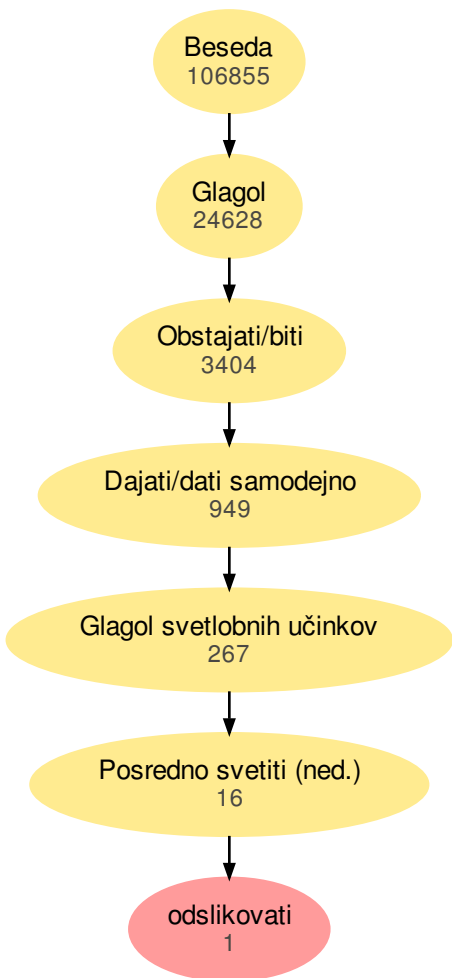 Beseda
106855
Glagol
24628
Obstajati/biti
3404
Dajati/dati samodejno
949
Glagol svetlobnih učinkov
267
Posredno svetiti (ned.)
16
odslikovati
1